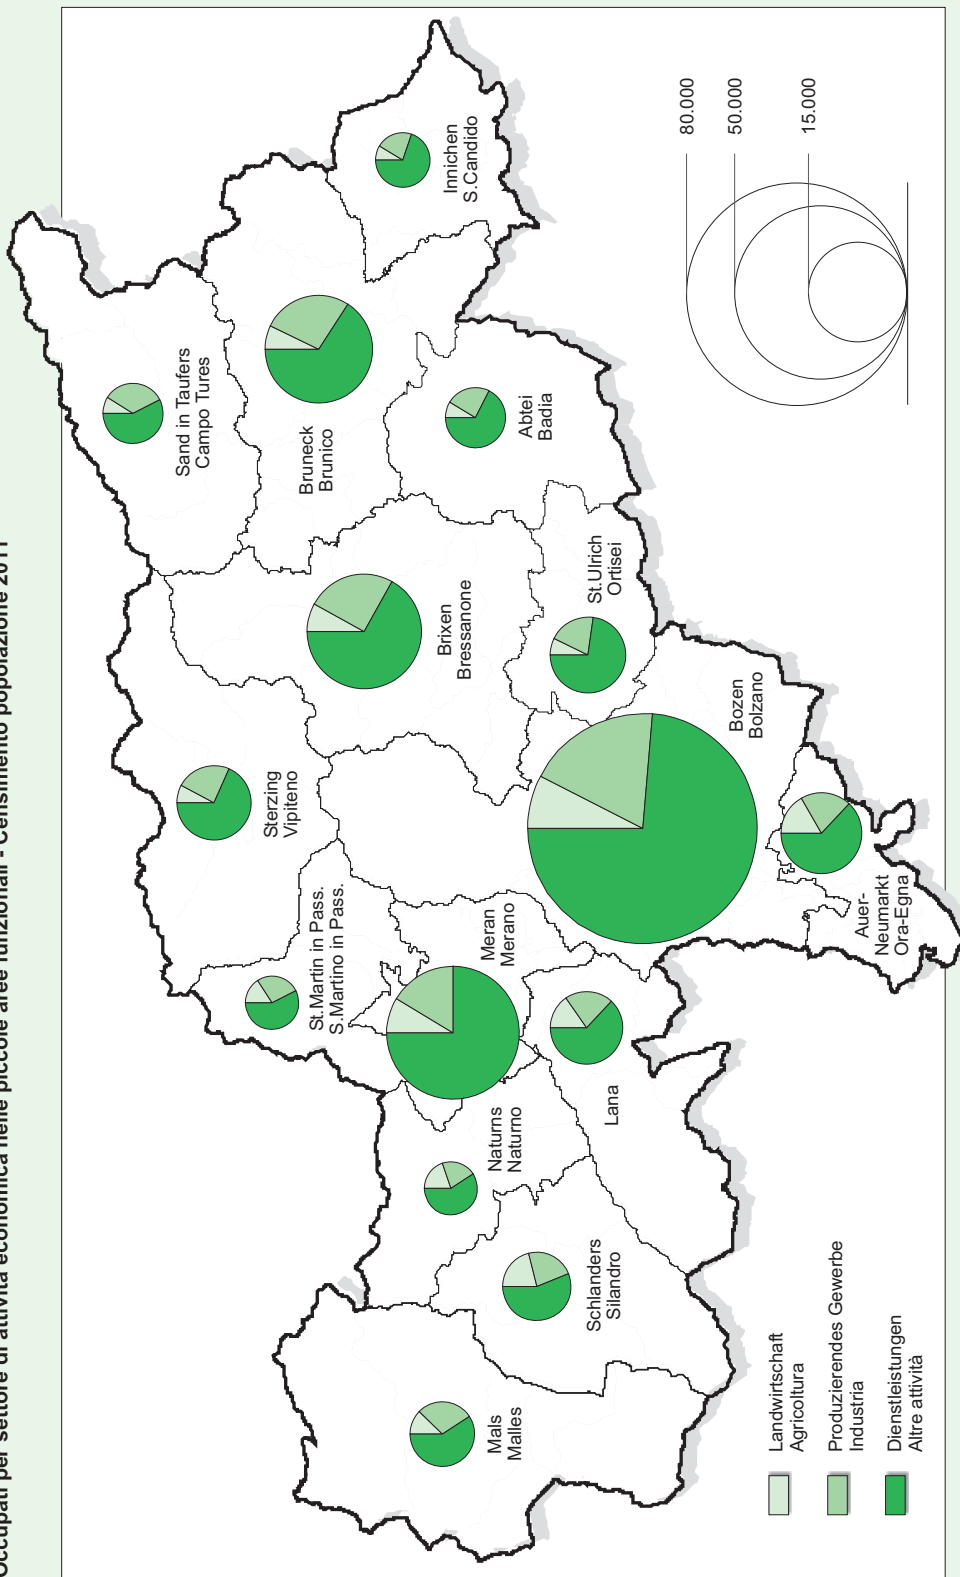 Occupati per settore di attività economica nelle piccole aree funzionali - Censimento popolazione 2011
Sand in Taufers
Campo Tures
Innichen
S.Candido
Bruneck
Brunico
Abtei
Badia
Sterzing
Vipiteno
Brixen
Bressanone
St.Ulrich
Ortisei
St.Martin in Pass.
S.Martino in Pass.
Meran
Merano
Bozen
Bolzano
Auer-
Neumarkt
Ora-Egna
Mals
Malles
Schlanders
Silandro
Naturns
Naturno
Lana
Landwirtschaft
Agricoltura
Produzierendes Gewerbe
Industria
Dienstleistungen
Altre attività
80.000
50.000
15.000